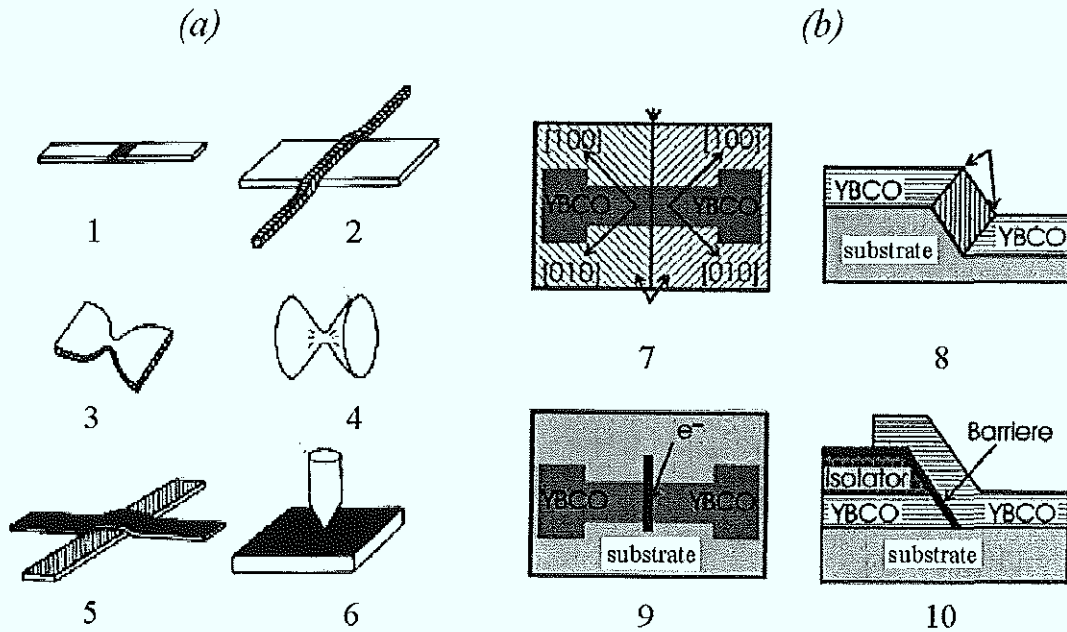 (a)
(b)
1
2
3
4
5
6
[100]
[100]
YBCO
YBCO
[010]
[010]
7
YBCO
substrate
YBCO
8
e⁻
YBCO
YBCO
substrate
9
Barriere
Isolator
YBCO
YBCO
substrate
10